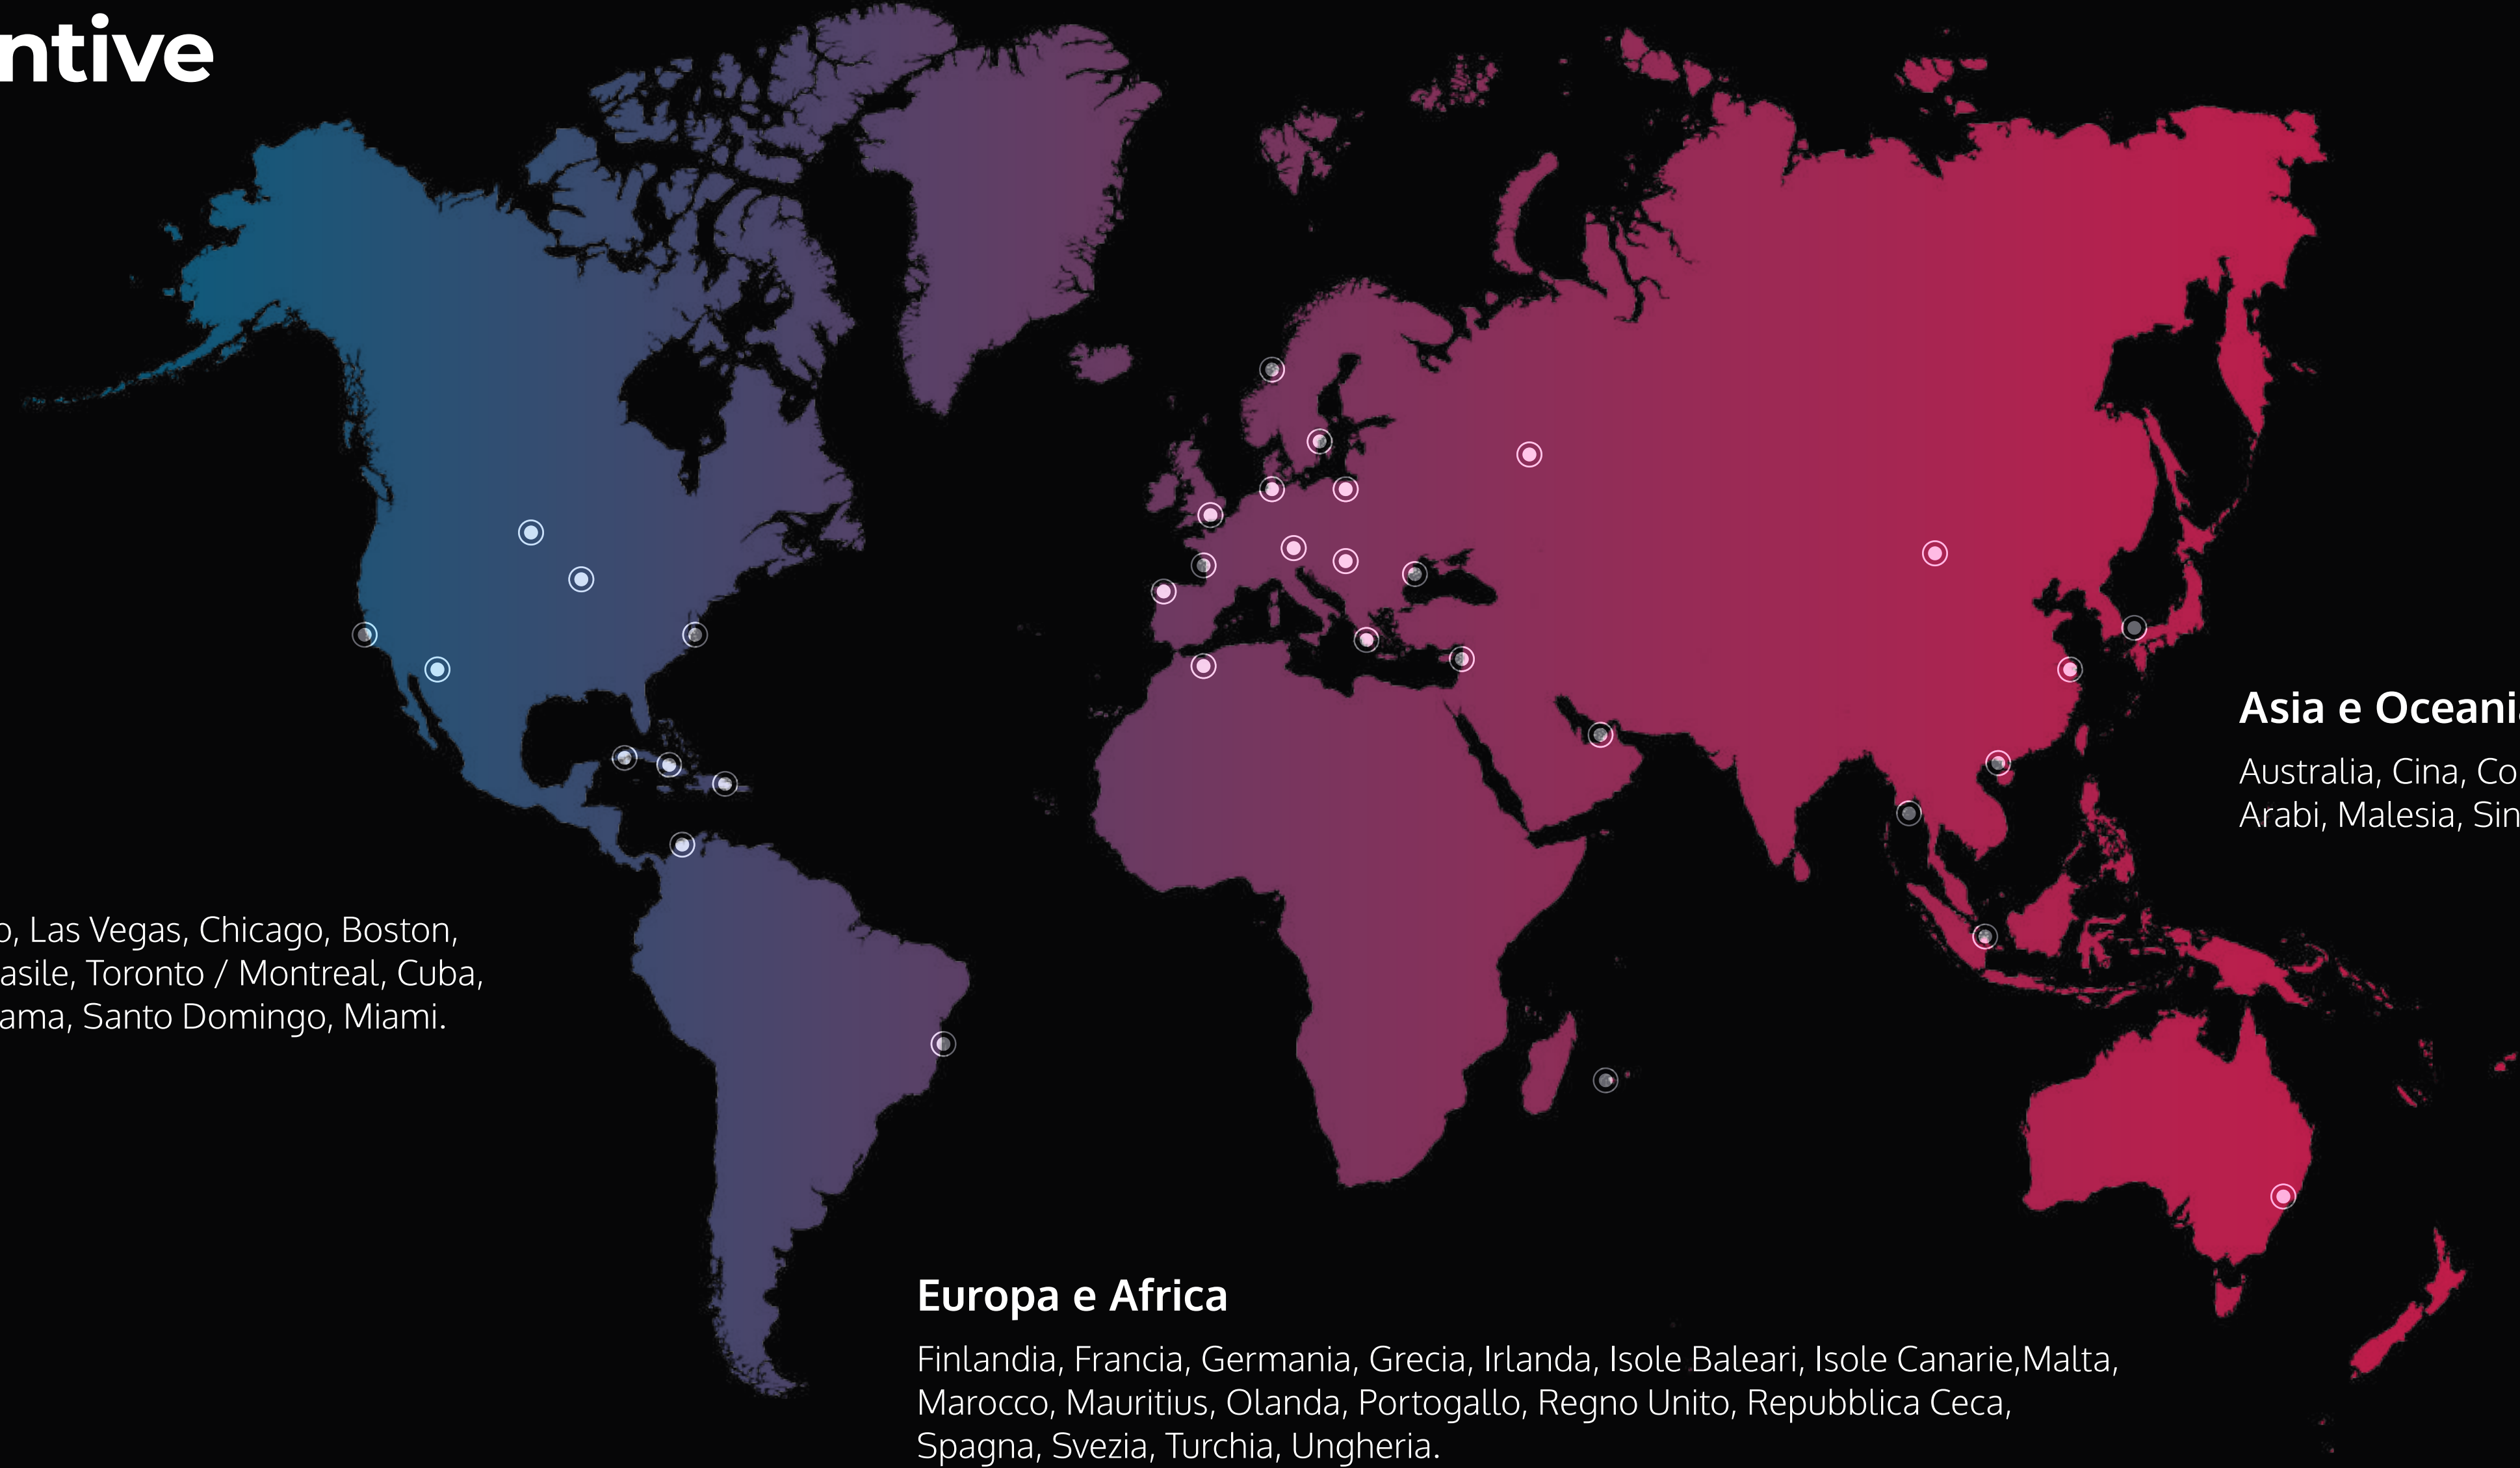 ntive
Asia e Oceani
Australia, Cina, Co
Arabi, Malesia, Sin
o, Las Vegas, Chicago, Boston,
asile, Toronto / Montreal, Cuba,
ama, Santo Domingo, Miami.
Europa e Africa
Finlandia, Francia, Germania, Grecia, Irlanda, Isole Baleari, Isole Canarie,Malta,
Marocco, Mauritius, Olanda, Portogallo, Regno Unito, Repubblica Ceca,
Spagna, Svezia, Turchia, Ungheria.